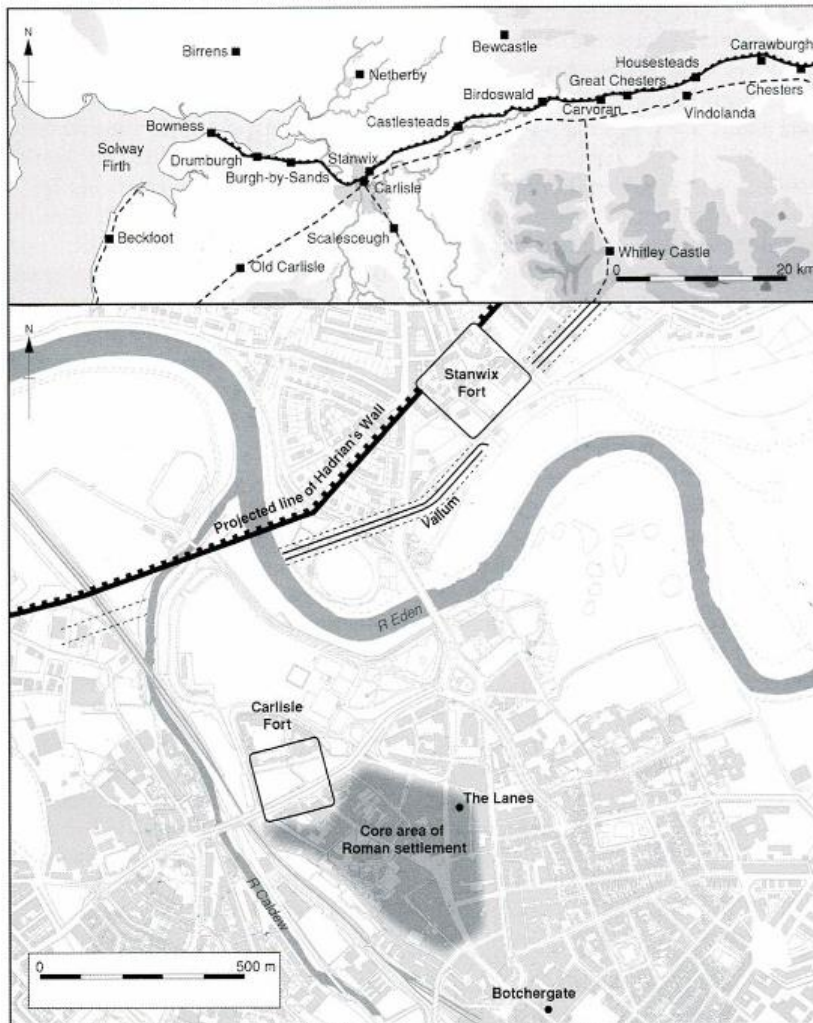 N
Birrens
Bewcastle
Netherby
Carrawburgh
Housesteads
Great Chesters
Birdoswald
Chesters
Castlesteads
Carvoran
Vindolanda
Bowness
Solway
Firth
Drumburgh
Stanwix
Burgh-by-Sands
Carlisle
Beckfoot
Scalesceugh
Old Carlisle
Whitley Castle
0 20 km
N
Stanwix
Fort
Projected line of Hadrian's Wall
Vallum
R Eden
Carlisle
Fort
The Lanes
Core area of
Roman settlement
R Caldew
0 500 m
Botchergate